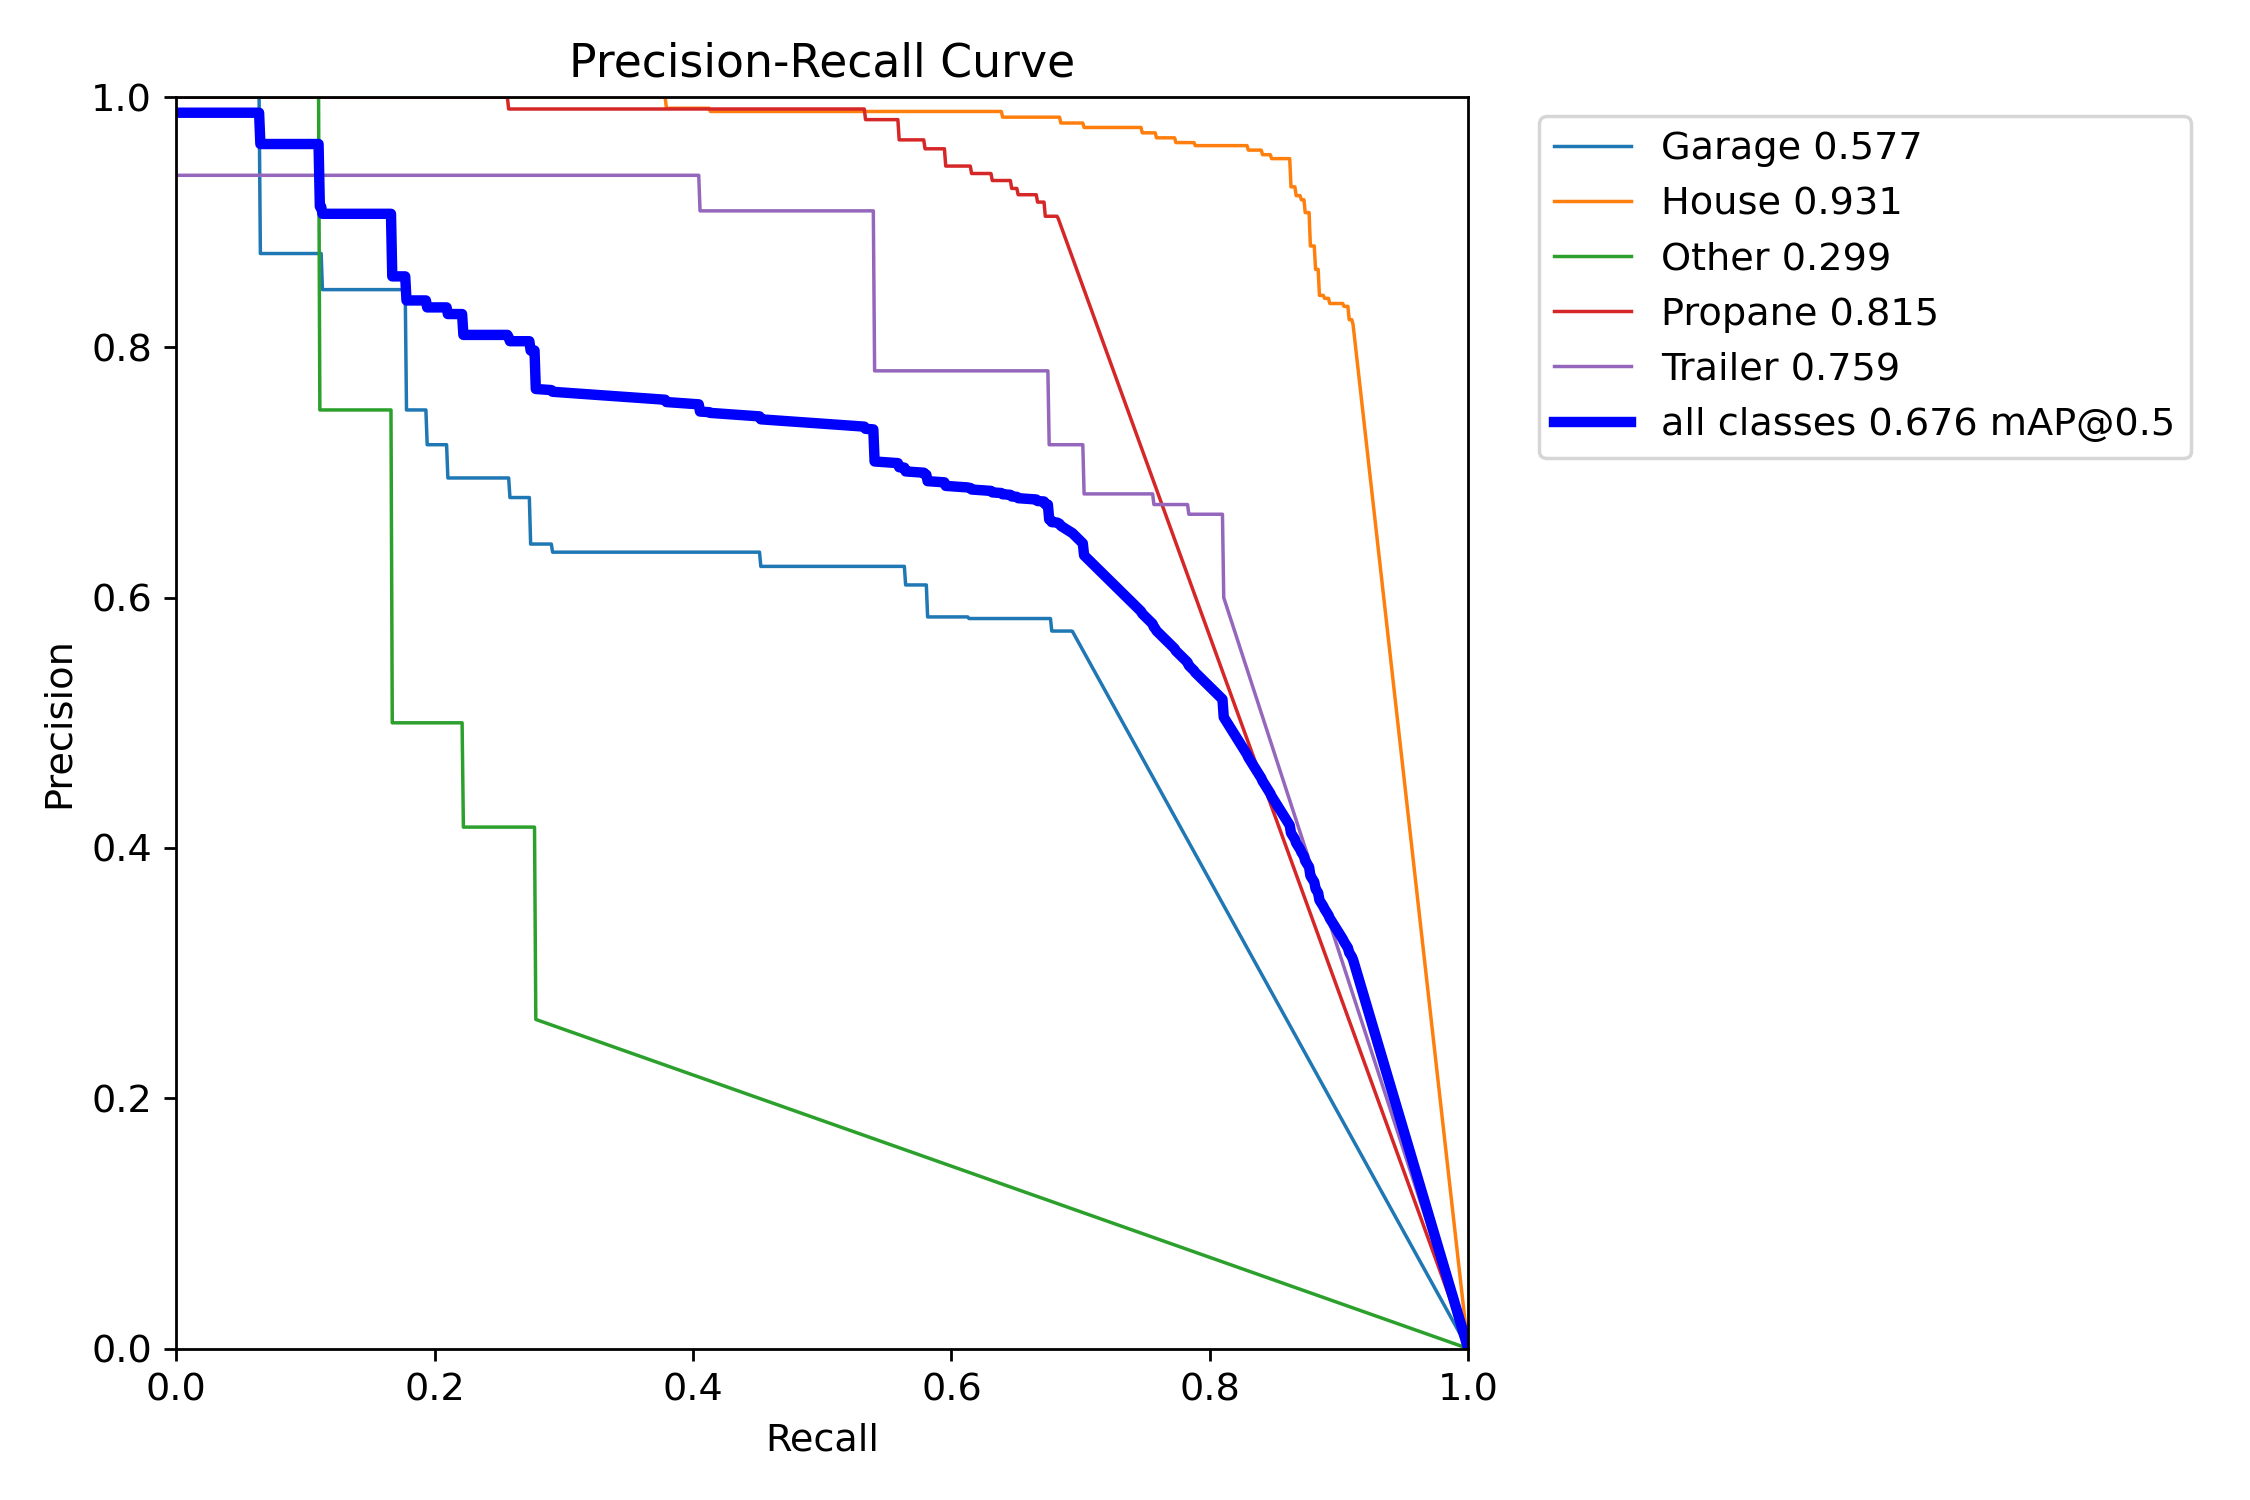 Precision-Recall Curve
1.0
0.8
0.6
0.4
0.2
0.0
Precision
0.0 0.2 0.4 0.6 0.8 1.0
Recall
Garage 0.577
House 0.931
Other 0.299
Propane 0.815
Trailer 0.759
all classes 0.676 mAP@0.5